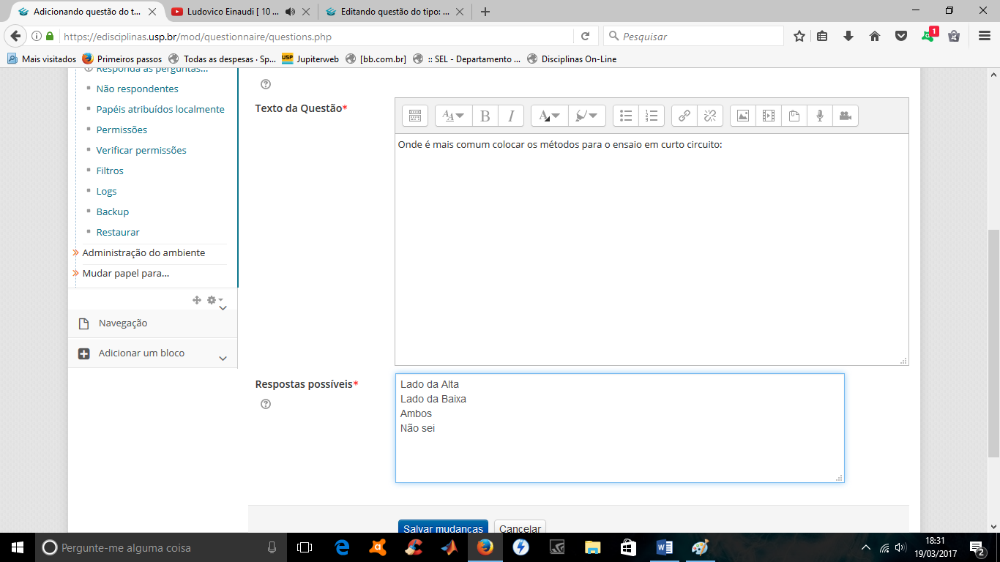 Adicionando questão do t...
Ludovico Einaudi [ 10 ...
Editando questão do tipo: ...
https://edisciplinas.usp.br/mod/questionnaire/questions.php
Pesquisar
1
Mais visitados
Primeiros passos
Todas as despesas · Sp...
USP
Jupiterweb
[bb.com.br]
:: SEL - Departamento ...
Disciplinas On-Line
Responda as perguntas...
Não respondentes
Papéis atribuídos localmente
Permissões
Verificar permissões
Filtros
Logs
Backup
Restaurar
Administração do ambiente
Mudar papel para...
Navegação
Adicionar um bloco
Texto da Questão*
Onde é mais comum colocar os métodos para o ensaio em curto circuito:
Respostas possíveis*
Lado da Alta
Lado da Baixa
Ambos
Não sei
Salvar mudanças
Cancelar
Pergunte-me alguma coisa
18:31
19/03/2017
2